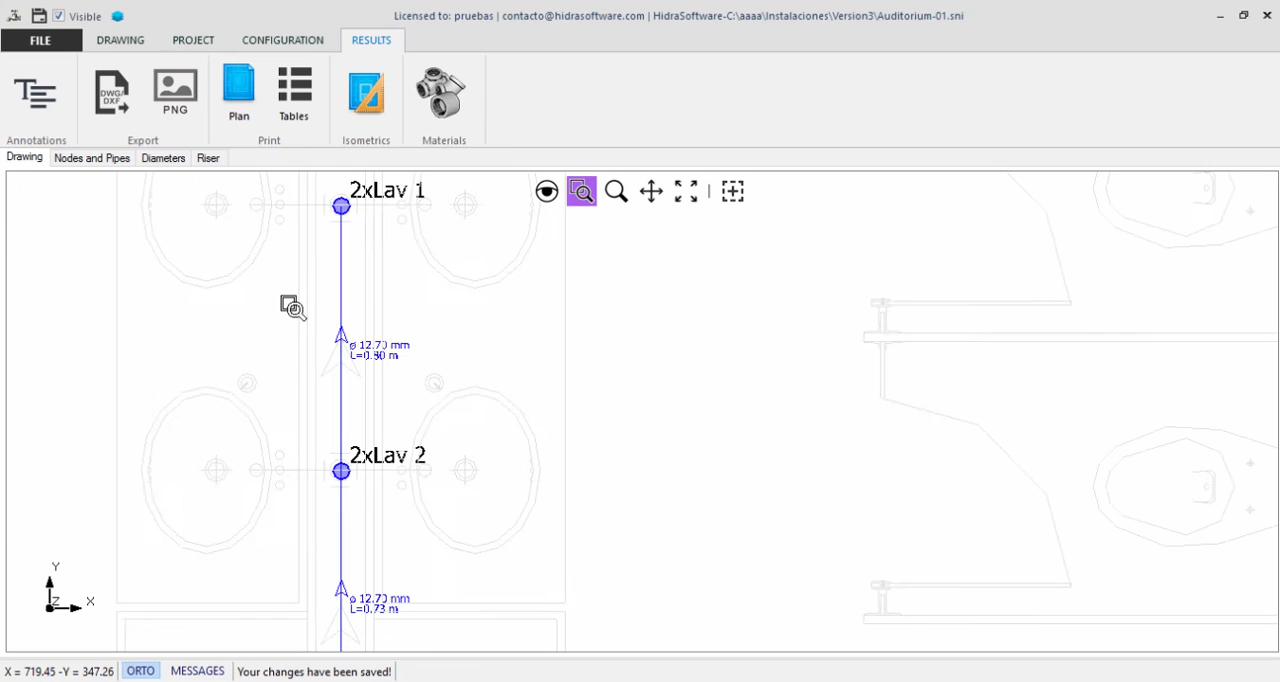 Visible
Licensed to: pruebas | contacto@hidrasoftware.com | HidraSoftware-C:\aaaa\Instalaciones\Version3\Auditorium-01.sni
FILE DRAWING PROJECT CONFIGURATION RESULTS
DWG/
DXF
PNG
Plan
Tables
Annotations Export Print Isometrics Materials
Drawing Nodes and Pipes Diameters Riser
2xLav 1
ø 12.70 mm
L=0.80 m
2xLav 2
ø 12.70 mm
L=0.73 m
Y
Z
X
X = 719.45 -Y = 347.26 ORTO MESSAGES Your changes have been saved!